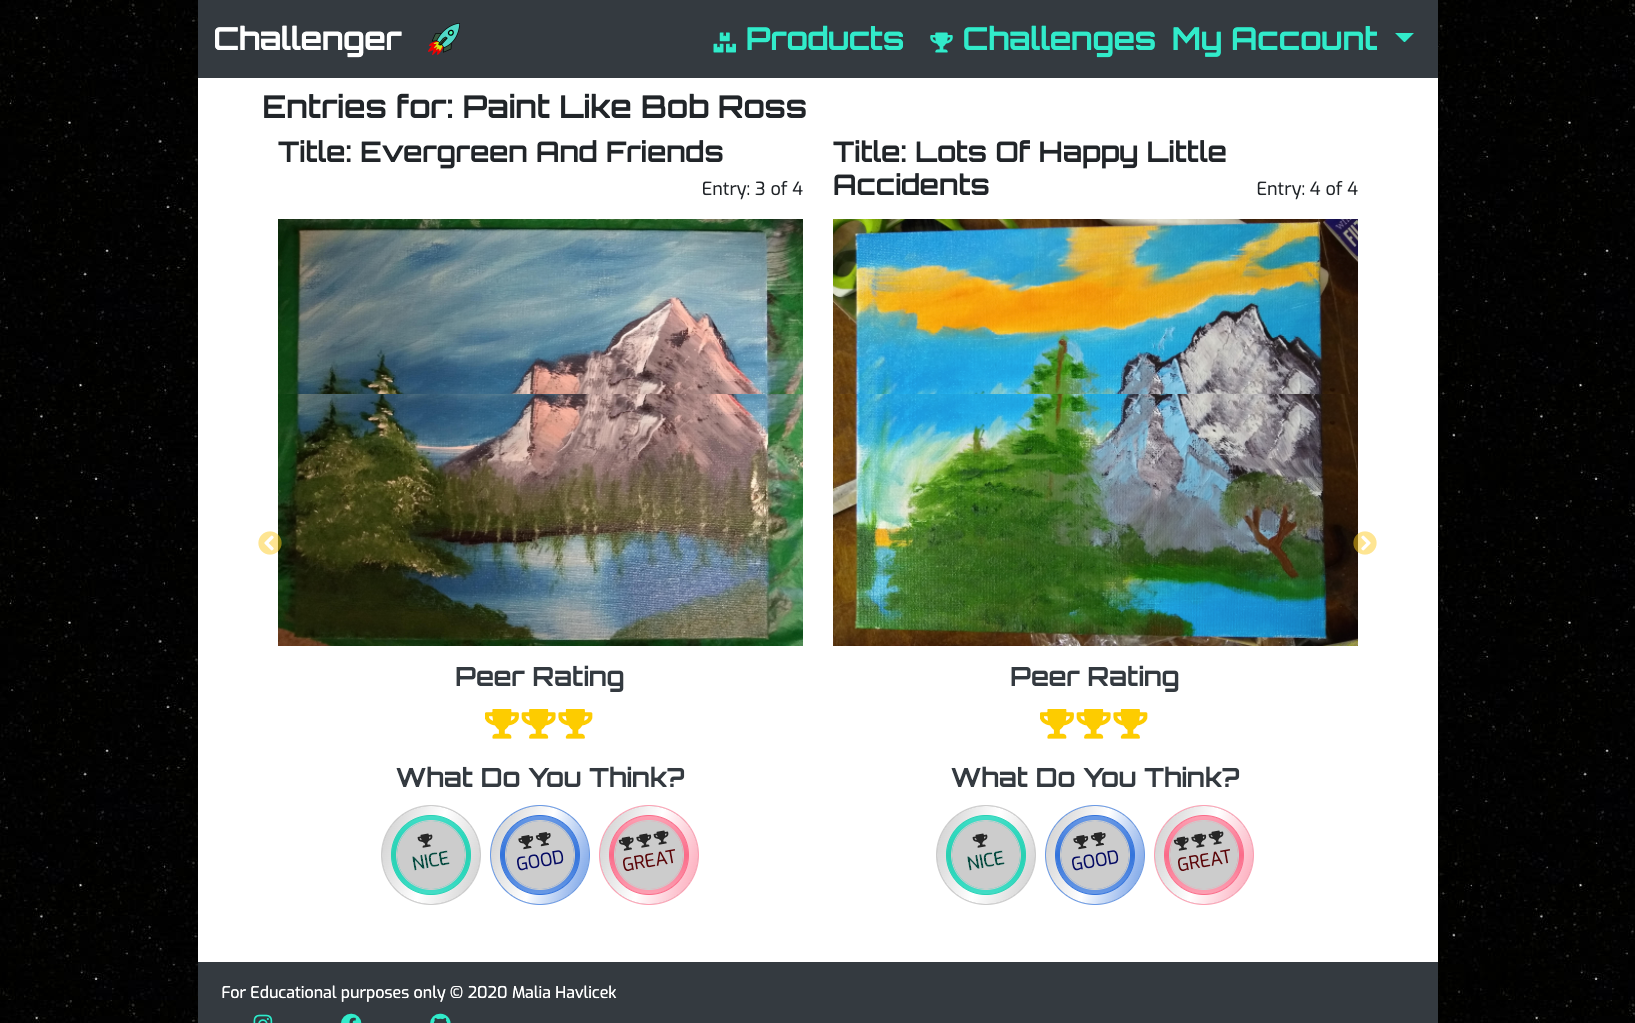 Challenger
Products
Challenges
My Account
Entries for: Paint Like Bob Ross
Title: Evergreen And Friends
Entry: 3 of 4
Title: Lots Of Happy Little
Accidents
Entry: 4 of 4
Peer Rating
What Do You Think?
NICE
GOOD
GREAT
Peer Rating
What Do You Think?
NICE
GOOD
GREAT
For Educational purposes only © 2020 Malia Havlicek